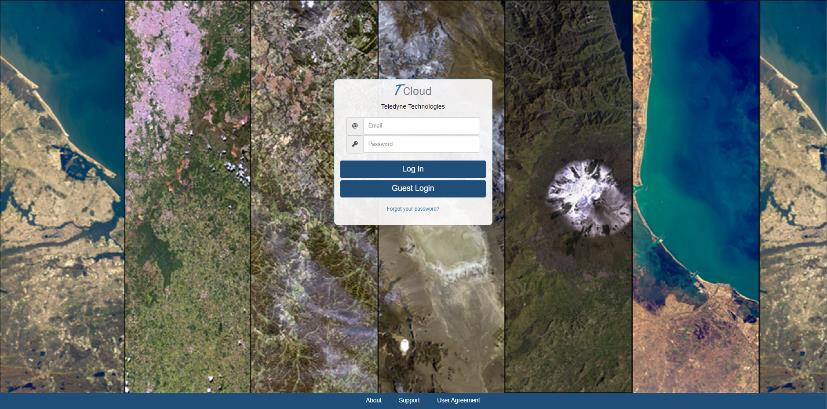 TCloud
Teledyne Technologies
Email
Password
Log In
Guest Login
Forgot your password?
About Support User Agreement